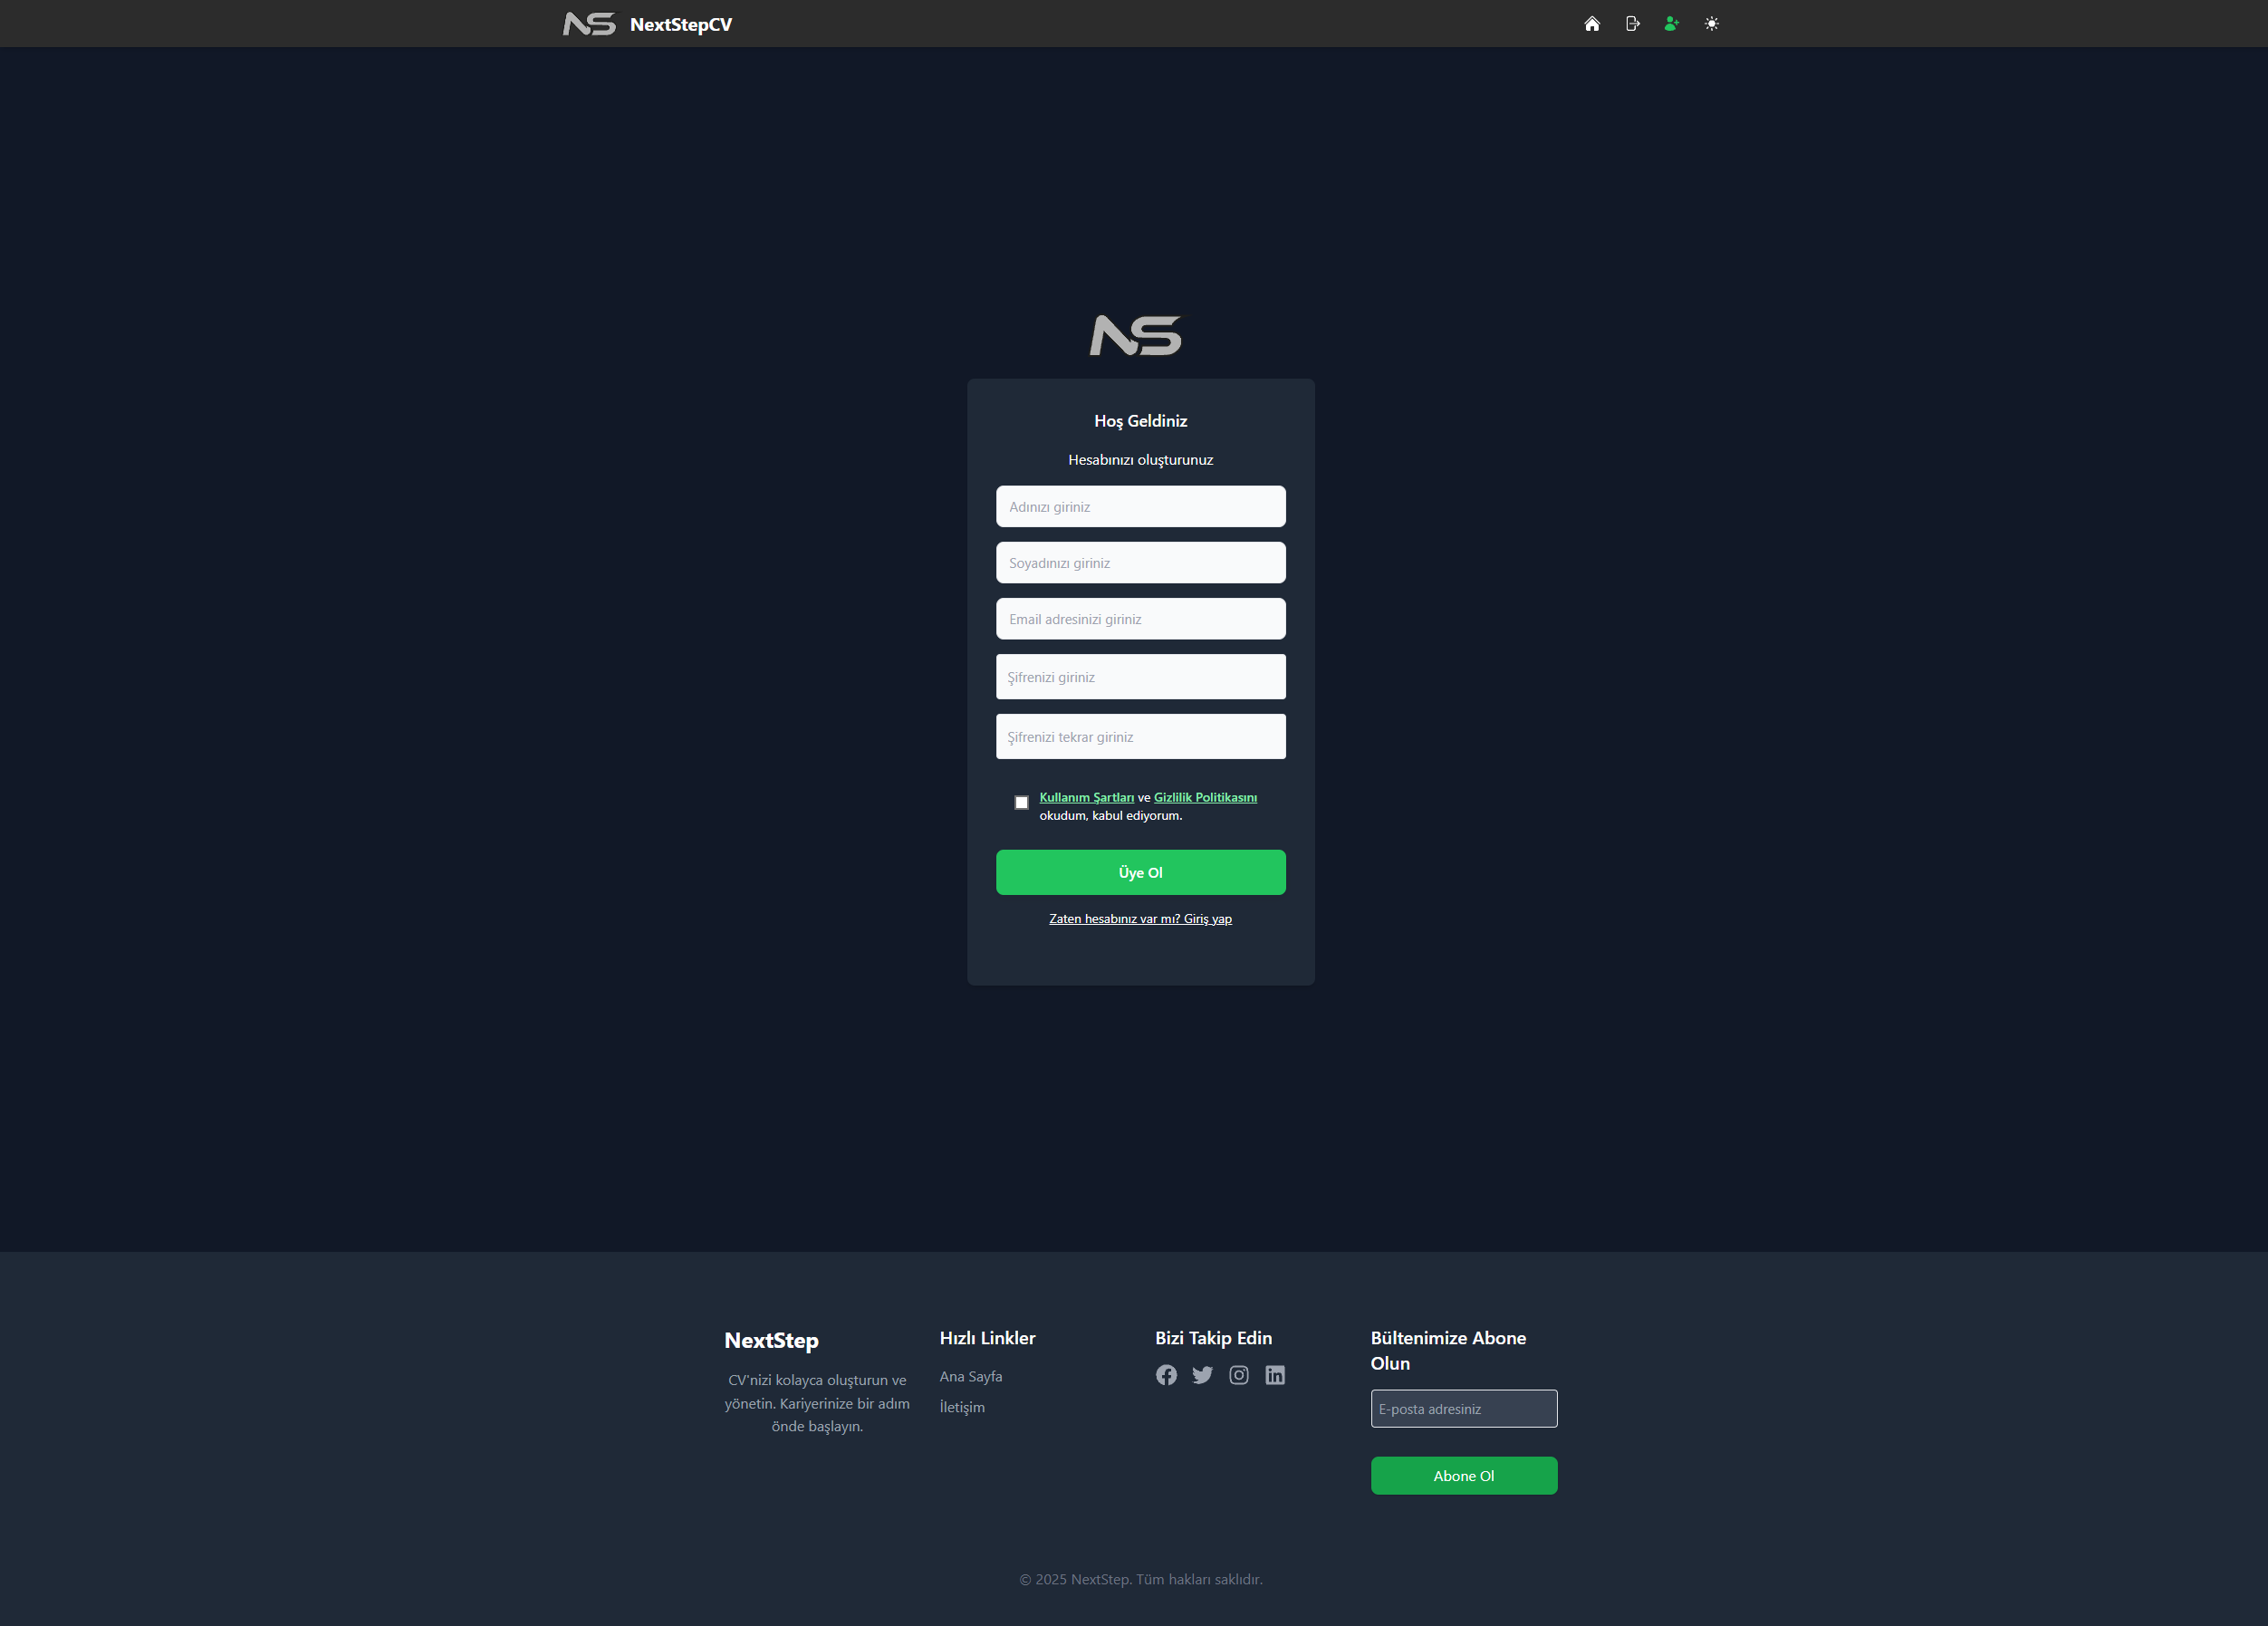 NS NextStepCV
NS
Hoş Geldiniz
Hesabınızı oluşturunuz
Adınızı giriniz
Soyadınızı giriniz
Email adresinizi giriniz
Şifrenizi giriniz
Şifrenizi tekrar giriniz
Kullanım Şartları ve Gizlilik Politikasını
okudum, kabul ediyorum.
Üye Ol
Zaten hesabınız var mı? Giriş yap
NextStep
CV'nizi kolayca oluşturun ve
yönetin. Kariyerinize bir adım
önde başlayın.
Hızlı Linkler
Ana Sayfa
İletişim
Bizi Takip Edin
Bültenimize Abone
Olun
E-posta adresiniz
Abone Ol
© 2025 NextStep. Tüm hakları saklıdır.